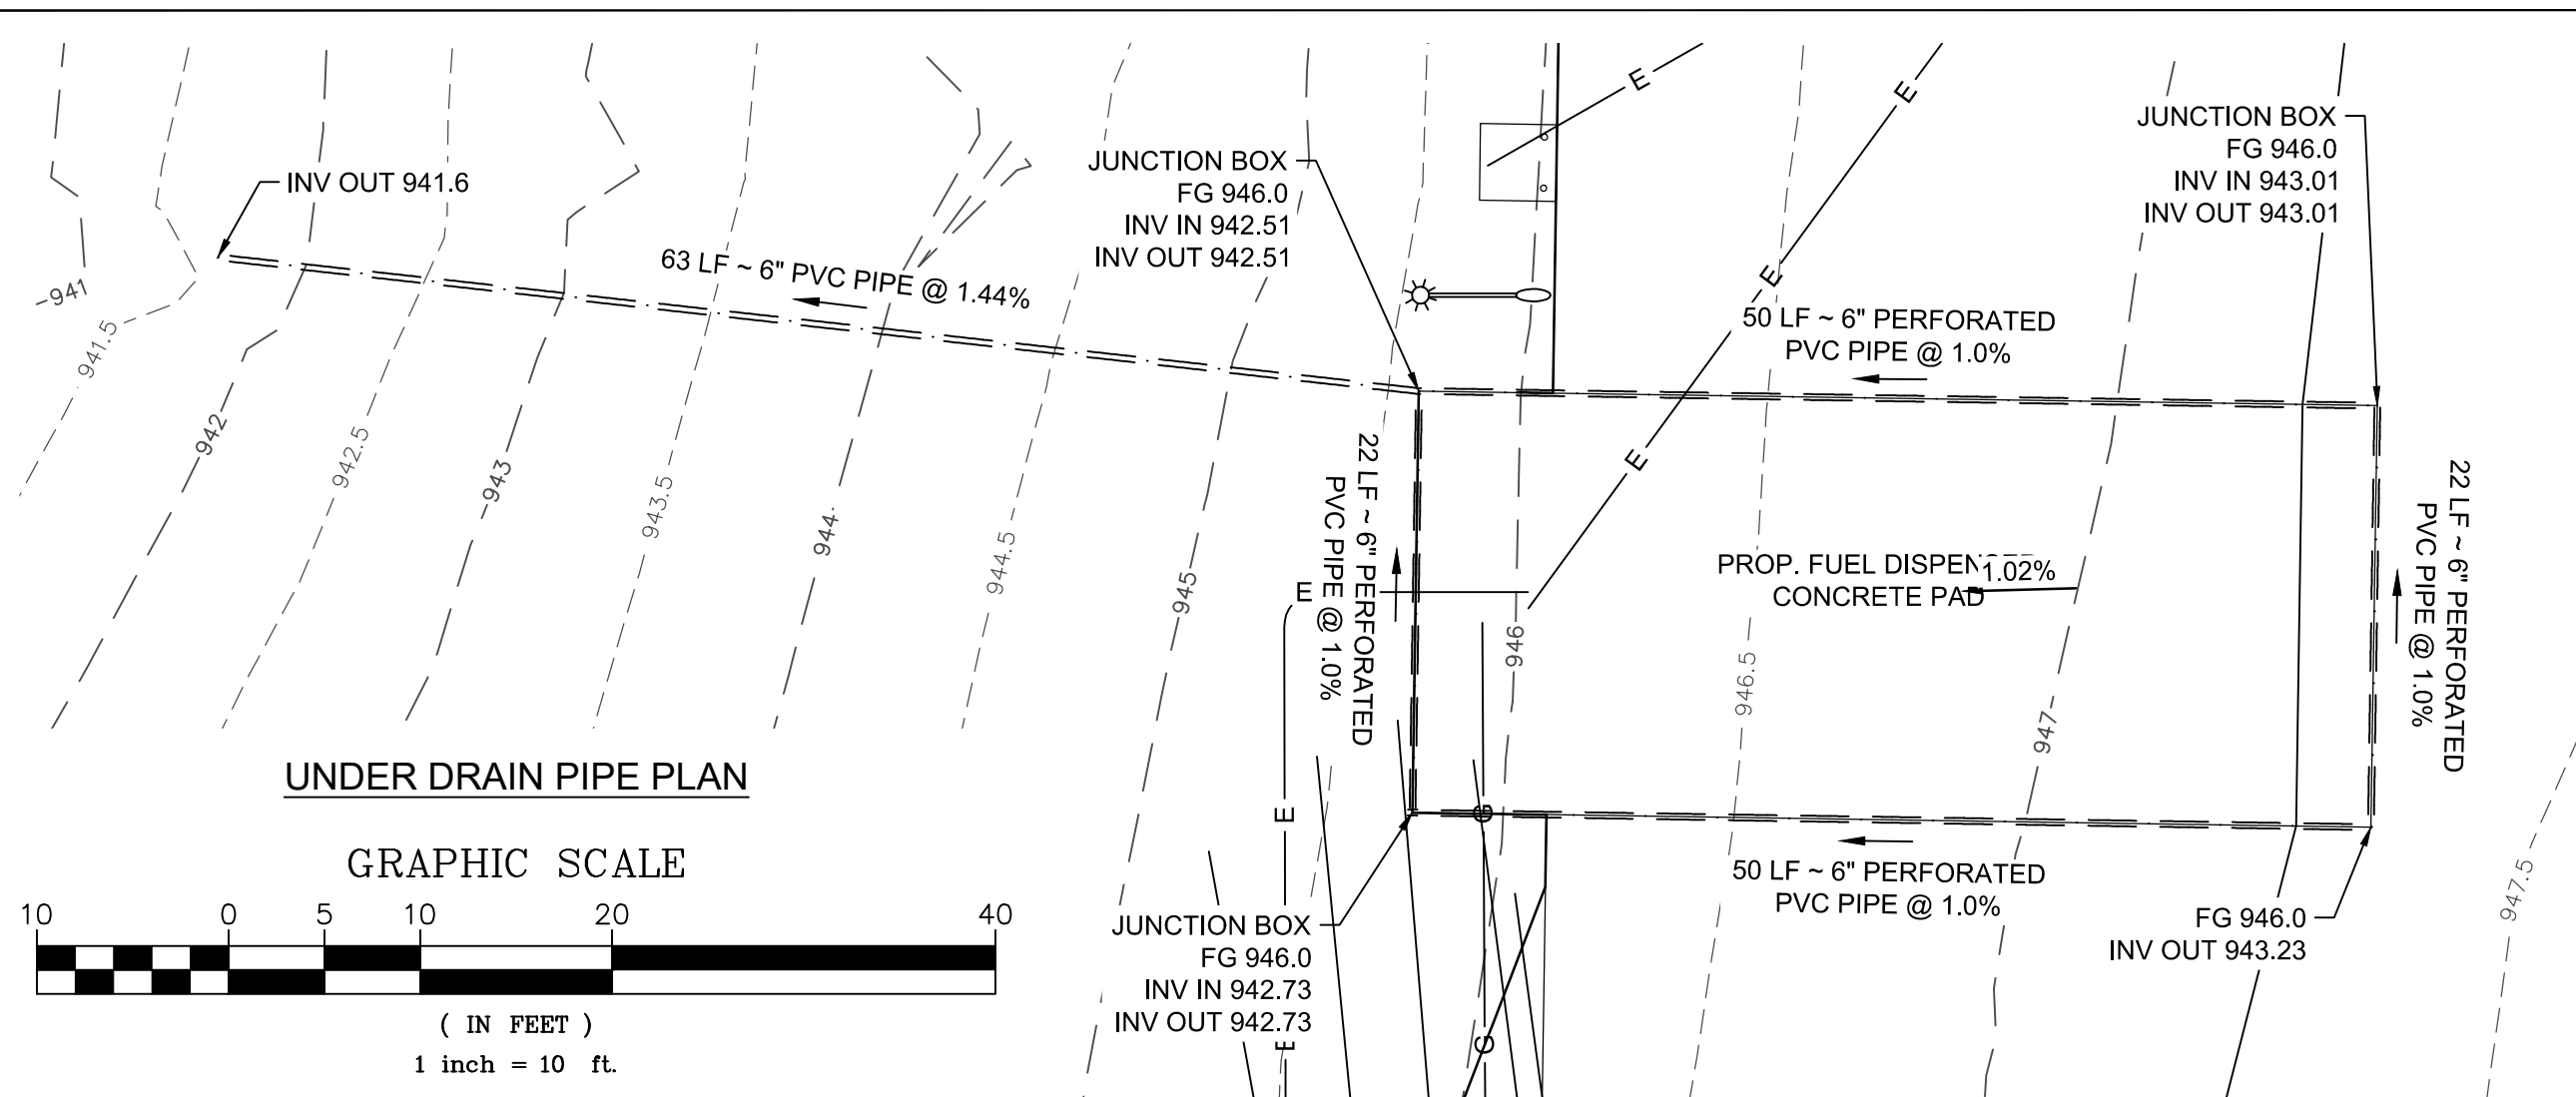 JUNCTION BOX
FG 946.0
INV IN 943.01
INV OUT 943.01
JUNCTION BOX
FG 946.0
INV IN 942.51
INV OUT 942.51
INV OUT 941.6
63 LF ~ 6" PVC PIPE @ 1.44%
50 LF ~ 6" PERFORATED
PVC PIPE @ 1.0%
E
E
E
E
941
941.5
942
942.5
943
943.5
944
944.5
945
946
946.5
947
947.5
22 LF ~ 6" PERFORATED
PVC PIPE @ 1.0%
22 LF ~ 6" PERFORATED
PVC PIPE @ 1.0%
PROP. FUEL
CONCRETE PAD
1.02%
E
E
E
G
G
50 LF ~ 6" PERFORATED
PVC PIPE @ 1.0%
JUNCTION BOX
FG 946.0
INV IN 942.73
INV OUT 942.73
FG 946.0
INV OUT 943.23
UNDER DRAIN PIPE PLAN
GRAPHIC SCALE
10 0 5 10 20 40
( IN FEET )
1 inch = 10 ft.